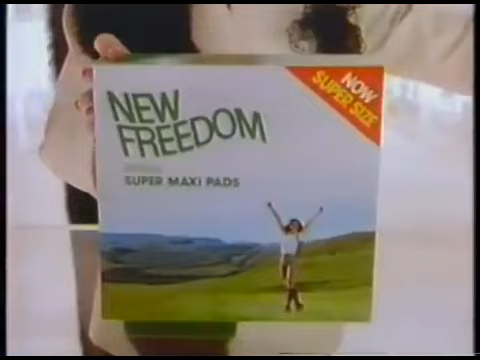 NEW
FREEDOM
SUPER MAXI PADS
NOW
SUPER SIZE